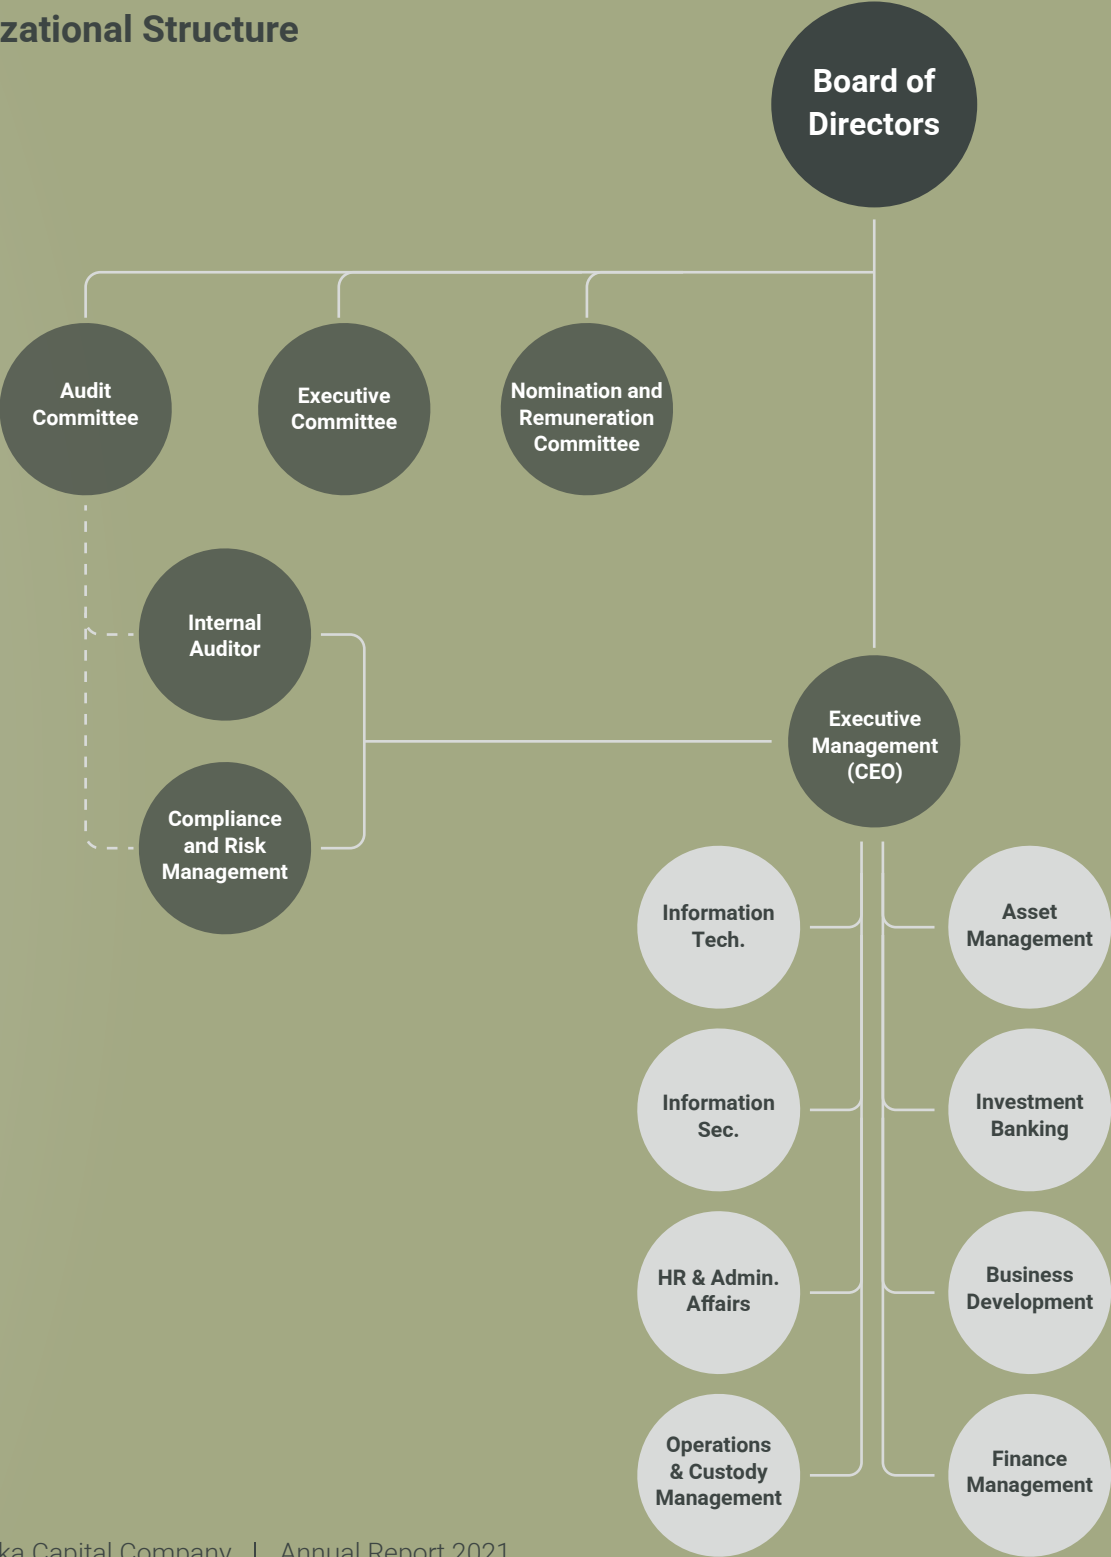 zational Structure
Board of
Directors
Audit
Committee
Executive
Committee
Nomination and
Remuneration
Committee
Internal
Auditor
Compliance
and Risk
Management
Executive
Management
(CEO)
Information
Tech.
Asset
Management
Information
Sec.
Investment
Banking
HR & Admin.
Affairs
Business
Development
Operations
& Custody
Management
Finance
Management
ka Capital Company | Annual Report 2021